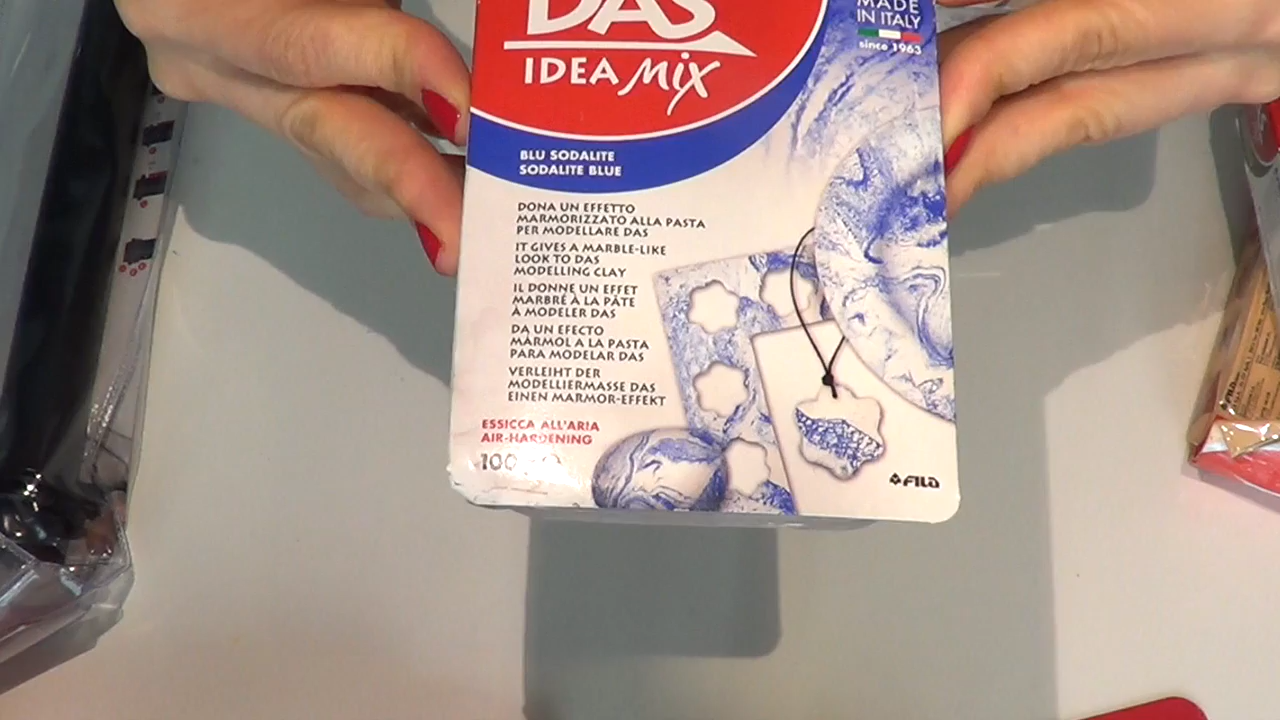 DAS
IDEA MIX
MADE
IN ITALY
since 1963
BLU SODALITE
SODALITE BLUE
DONA UN EFFETTO
MARMORIZZATO ALLA PASTA
PER MODELLARE DAS
IT GIVES A MARBLE-LIKE
LOOK TO DAS
MODELLING CLAY
IL DONNE UN EFFET
MARBRÉ À LA PÂTE
À MODELER DAS
DA UN EFECTO
MÀRMOL A LA PASTA
PARA MODELAR DAS
VERLEIHT DER
MODELLIERMASSE DAS
EINEN MARMOR-EFFEKT
ESSICCA ALL'ARIA
AIR-HARDENING
100
FILA